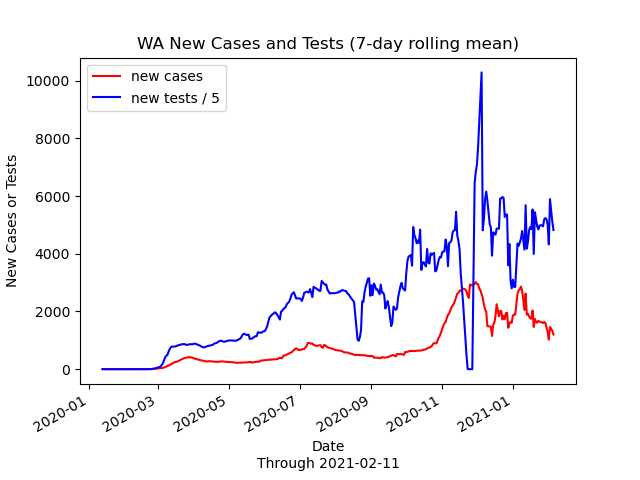 WA New Cases and Tests (7-day rolling mean)
new cases
new tests / 5
New Cases or Tests
10000
8000
6000
4000
2000
0
2020-01
2020-03
2020-05
2020-07
2020-09
2020-11
2021-01
Date
Through 2021-02-11